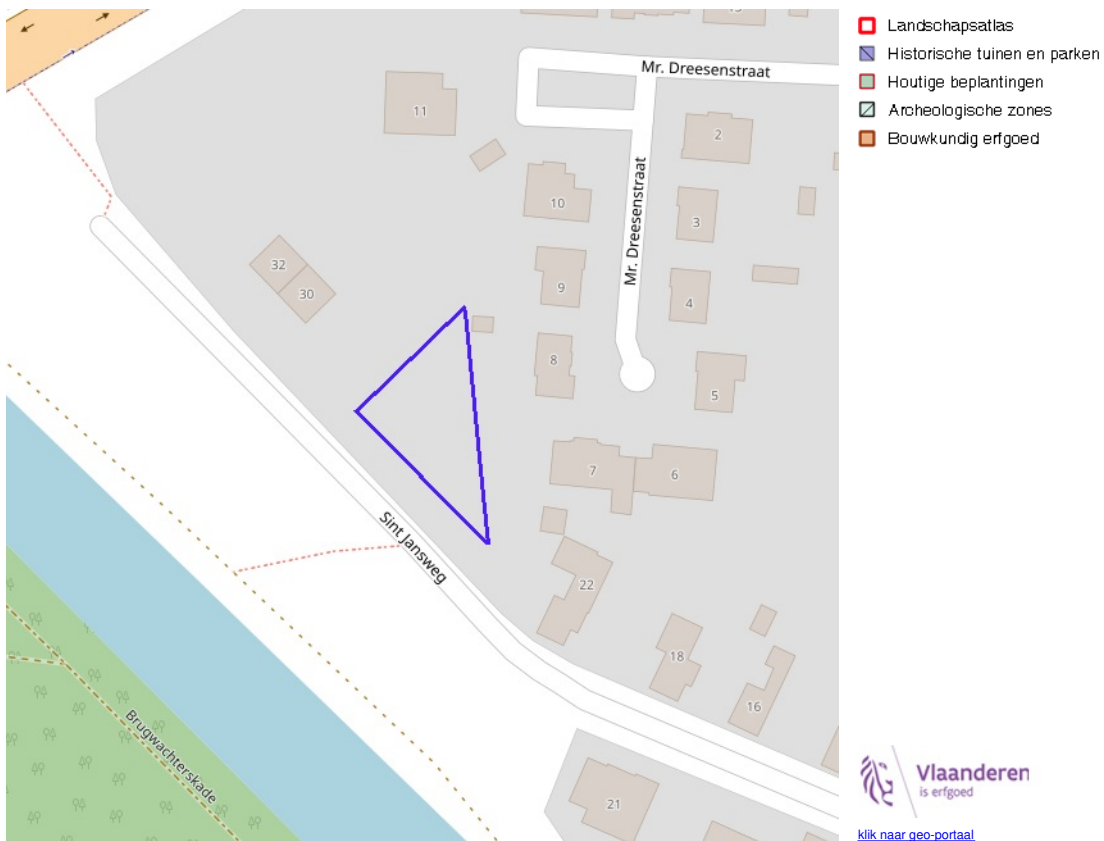 Mr. Dreesenstraat
11
2
10
Mr. Dreesenstraat
3
32
30
9
4
8
5
7
6
Sint Jansweg
22
18
16
Brugwachterskade
21
Landschapsatlas
Historische tuinen en parken
Houtige beplantingen
Archeologische zones
Bouwkundig erfgoed
Vlaanderen
is erfgoed
klik naar geo-portaal